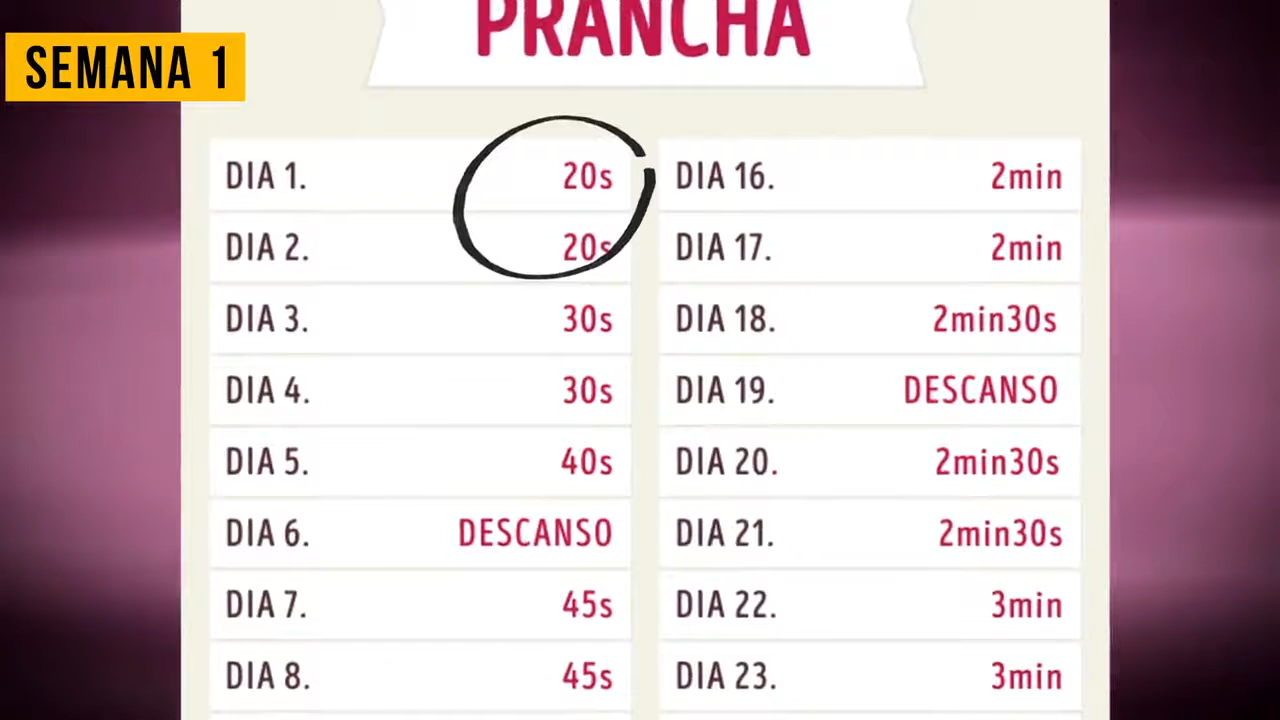 PRANCHA
SEMANA 1
DIA 1. 20s
DIA 2. 20s
DIA 3. 30s
DIA 4. 30s
DIA 5. 40s
DIA 6. DESCANSO
DIA 7. 45s
DIA 8. 45s
DIA 16. 2min
DIA 17. 2min
DIA 18. 2min30s
DIA 19. DESCANSO
DIA 20. 2min30s
DIA 21. 2min30s
DIA 22. 3min
DIA 23. 3min